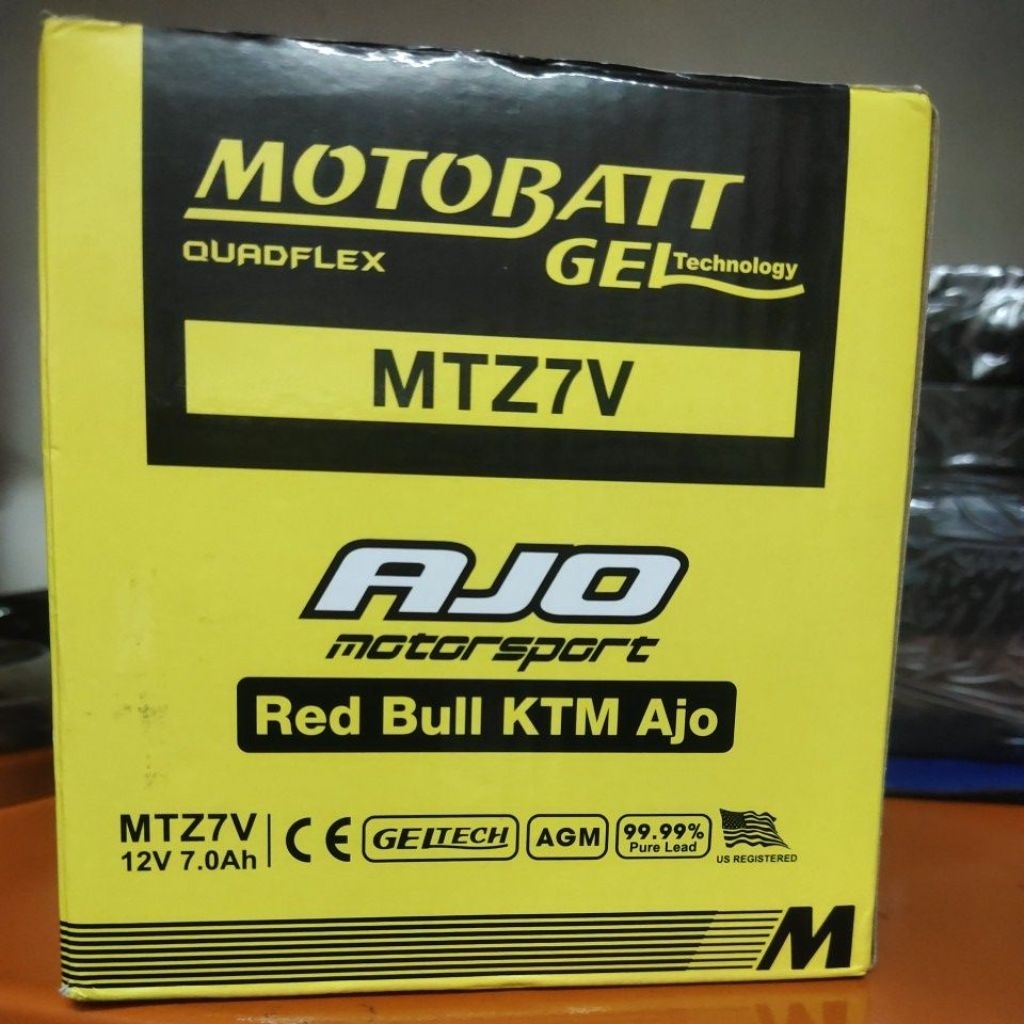 MOTOBATT
QUADFLEX
GEL Technology
MTZ7V
AJO
motorsport
Red Bull KTM Ajo
MTZ7V
12V 7.0Ah
CE
GELTECH
AGM
99.99%
Pure Lead
US REGISTERED
M